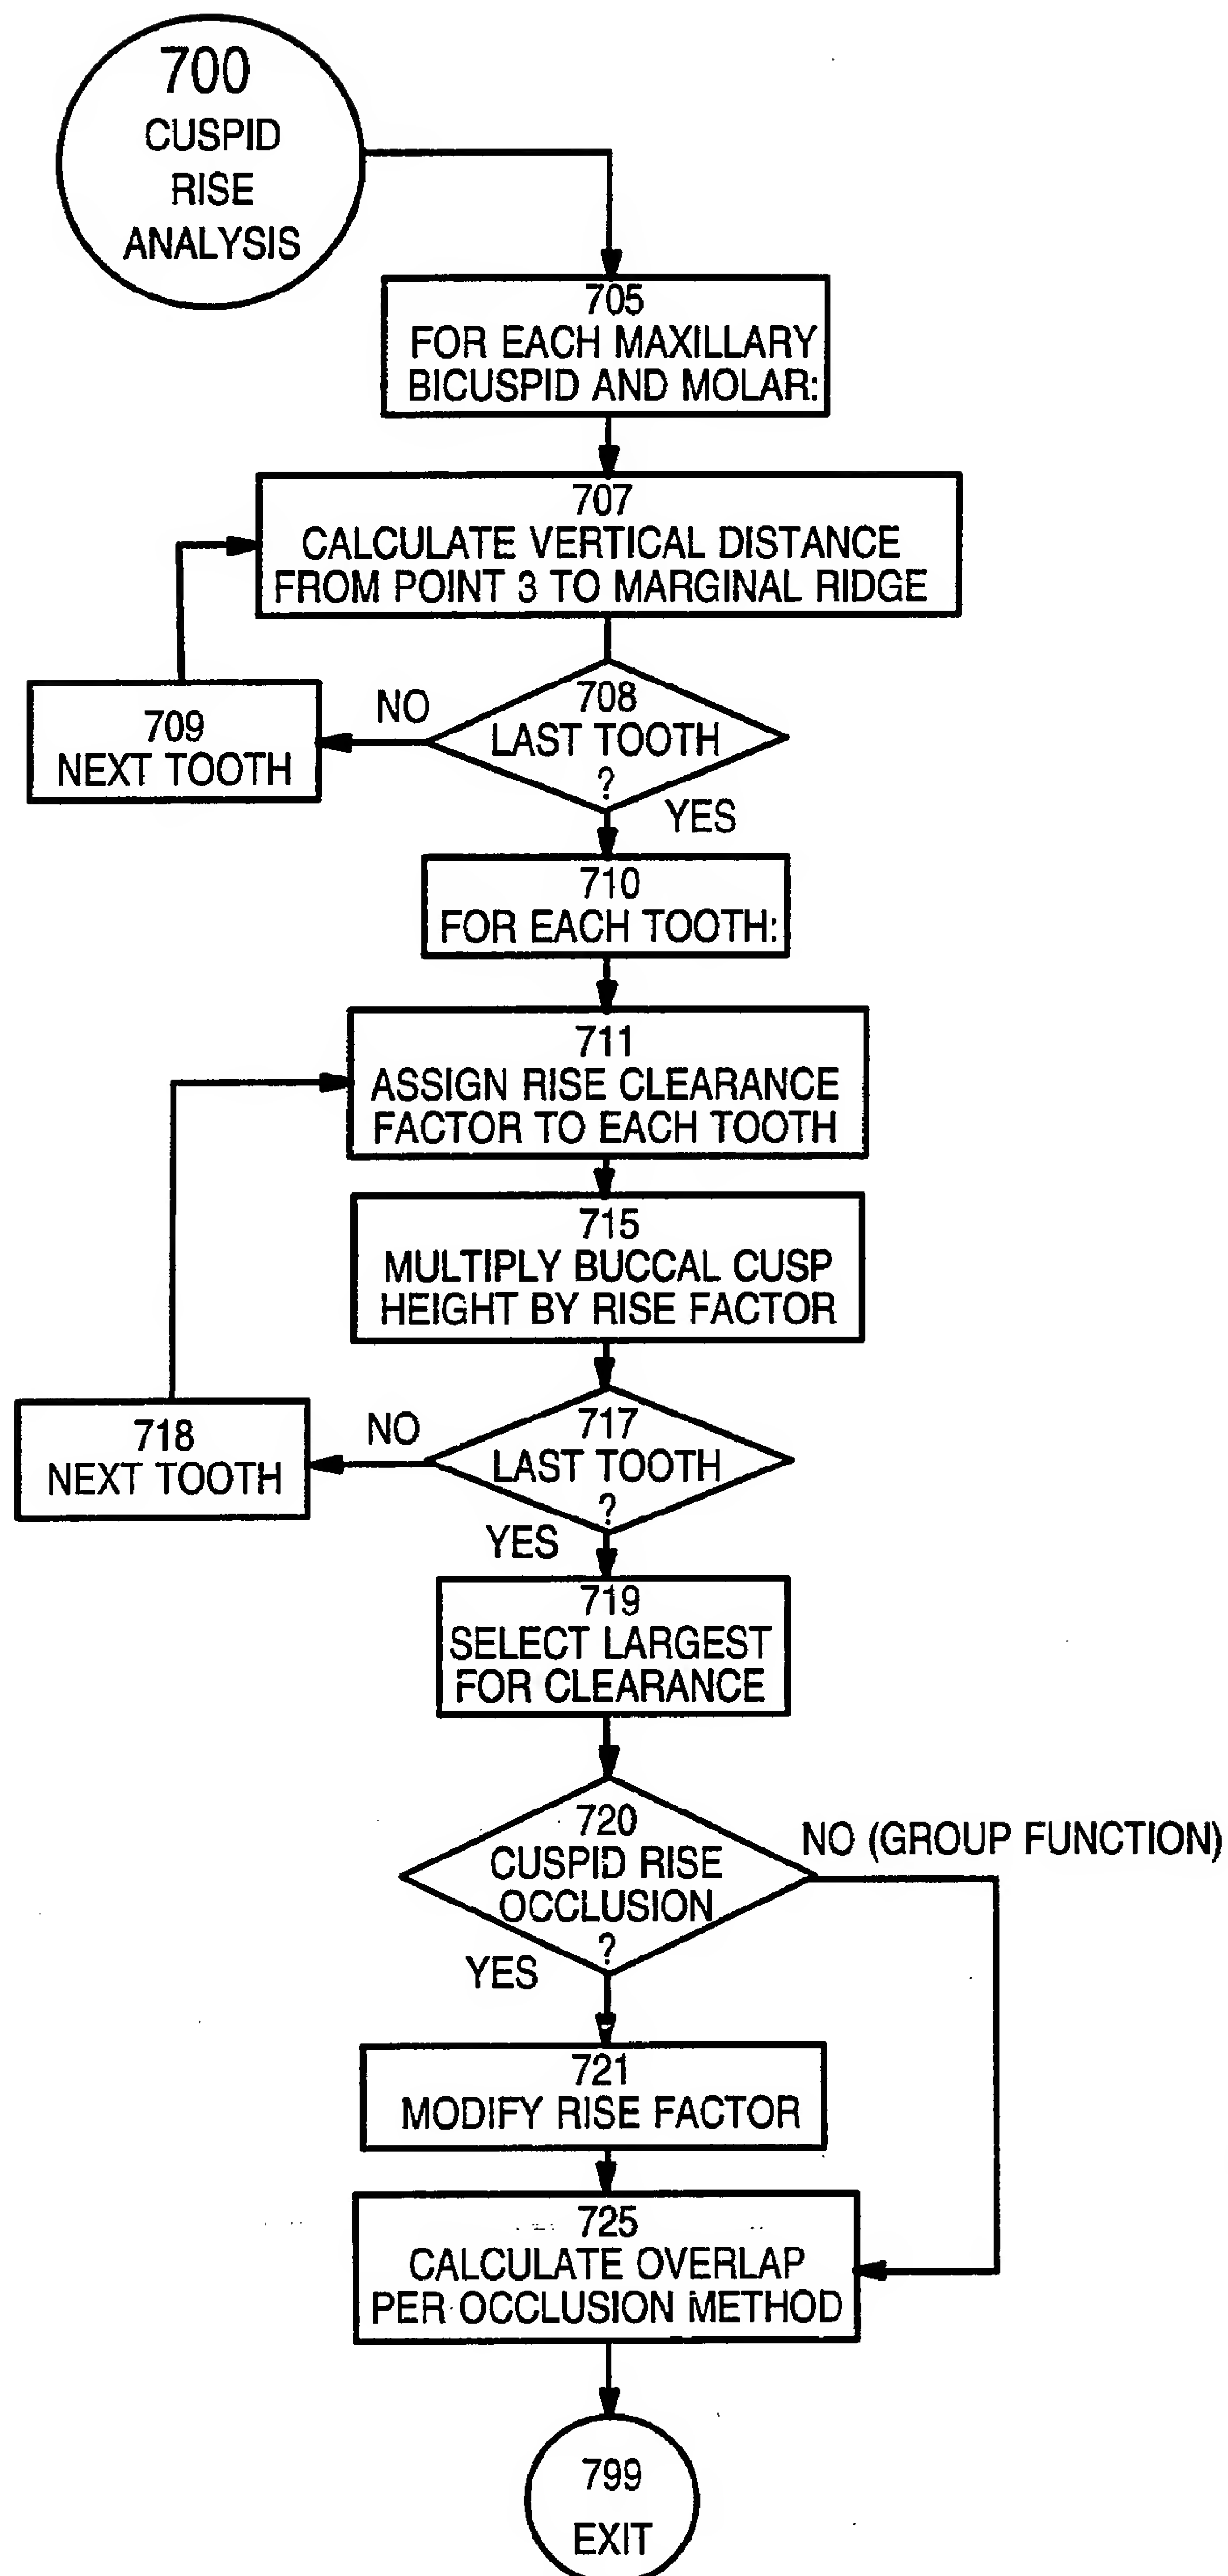 700
CUSPID
RISE
ANALYSIS
705
FOR EACH MAXILLARY
BICUSPID AND MOLAR:
707
CALCULATE VERTICAL DISTANCE
FROM POINT 3 TO MARGINAL RIDGE
708
LAST TOOTH
?
NO
709
NEXT TOOTH
YES
710
FOR EACH TOOTH:
711
ASSIGN RISE CLEARANCE
FACTOR TO EACH TOOTH
715
MULTIPLY BUCCAL CUSP
HEIGHT BY RISE FACTOR
717
LAST TOOTH
?
NO
718
NEXT TOOTH
YES
719
SELECT LARGEST
FOR CLEARANCE
720
CUSPID RISE
OCCLUSION
?
NO (GROUP FUNCTION)
YES
721
MODIFY RISE FACTOR
725
CALCULATE OVERLAP
PER OCCLUSION METHOD
799
EXIT